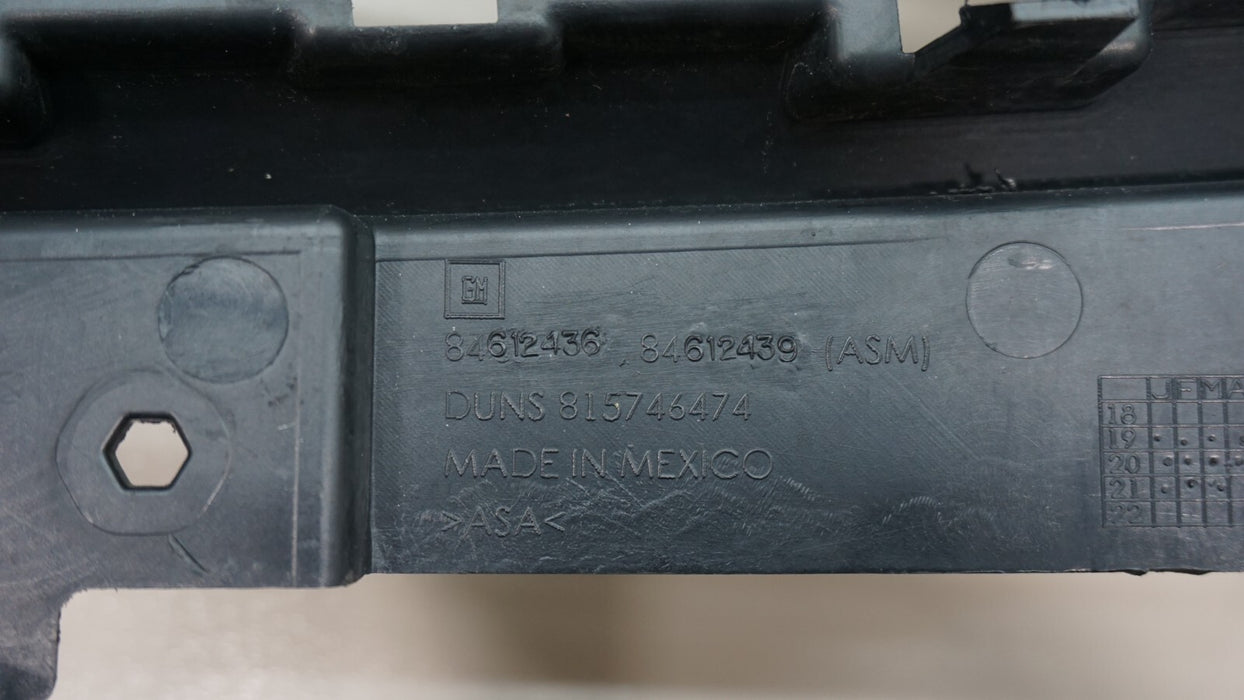 GM
84612436 , 84612439 (ASM)
DUNS 815746474
MADE IN MEXICO
>ASA<
J F M A
18
19
20
21
22